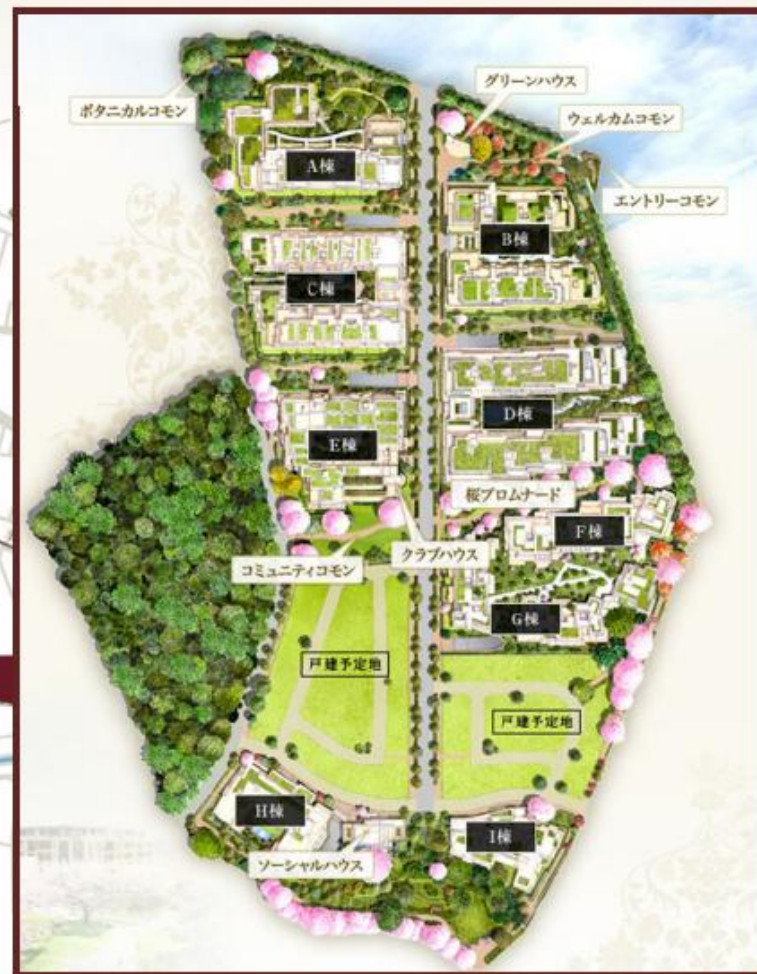 グリーンハウス
ボタニカルコモン
ウェルカムコモン
A棟
エントリーコモン
B棟
C棟
D棟
E棟
桜プロムナード
F棟
クラブハウス
コミュニティコモン
G棟
戸建予定地
戸建予定地
H棟
I棟
ソーシャルハウス